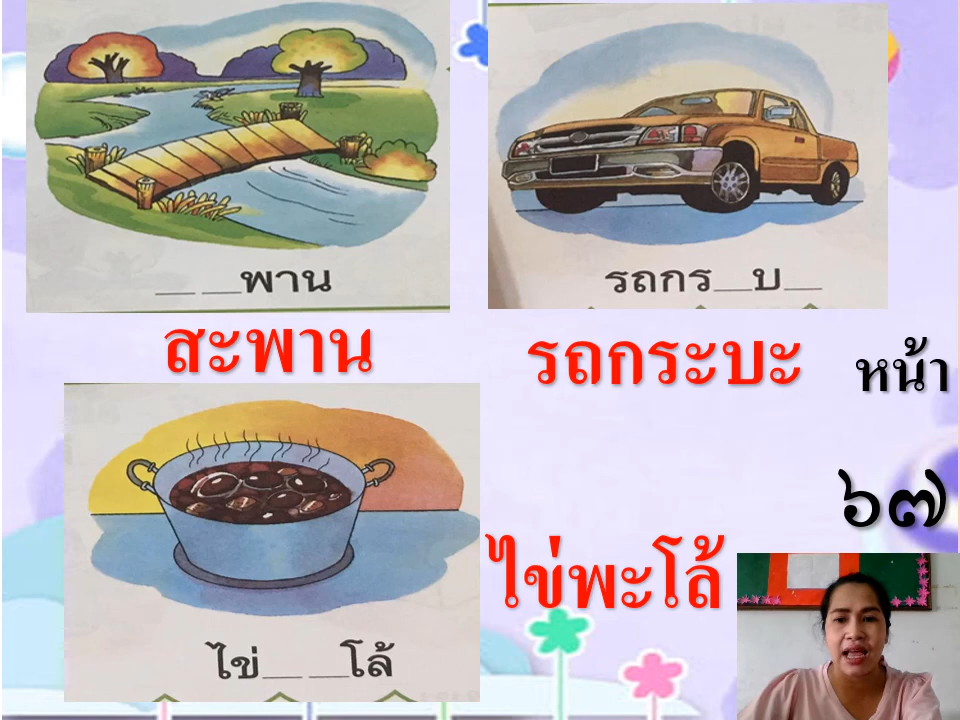 __ __พาน
สะพาน
รถกร__บ__
รถกระบะ
หน้า
๖๗
ไข่__ __โล้
ไข่พะโล้